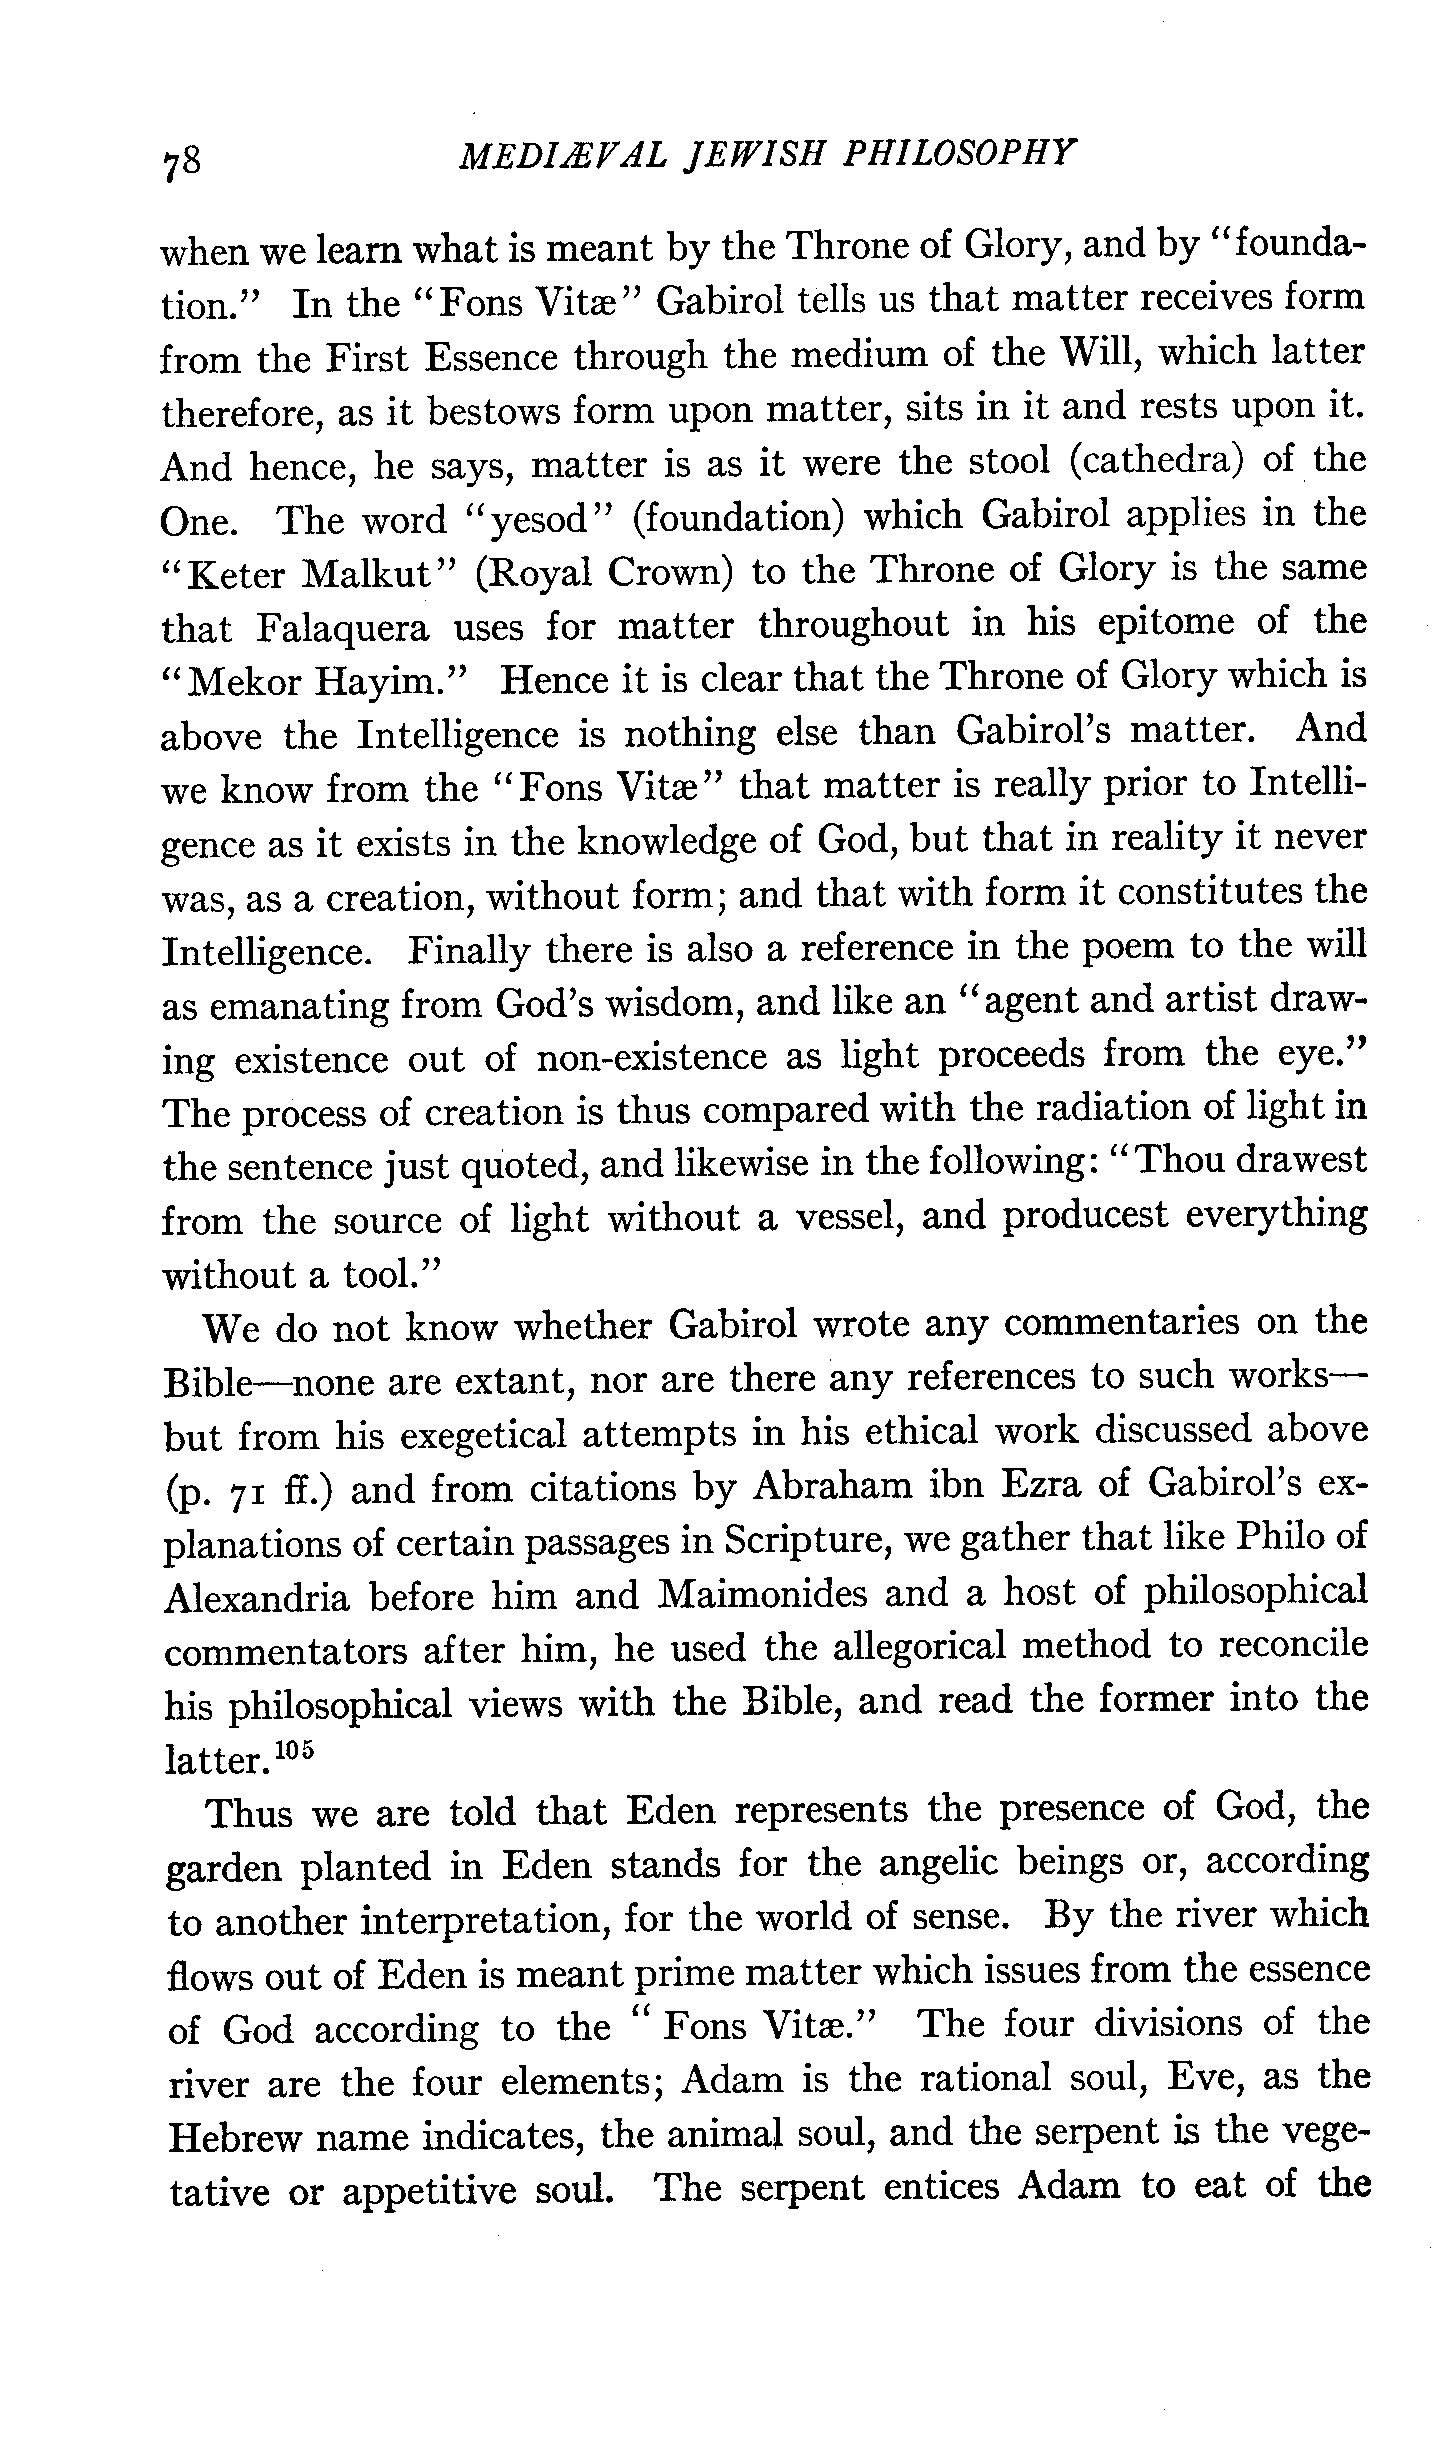 78 MEDIÆVAL JEWISH PHILOSOPHY
when we learn what is meant by the Throne of Glory, and by "founda-
tion." In the "Fons Vitæ" Gabirol tells us that matter receives form
from the First Essence through the medium of the Will, which latter
therefore, as it bestows form upon matter, sits in it and rests upon it.
And hence, he says, matter is as it were the stool (cathedra) of the
One. The word "yesod" (foundation) which Gabirol applies in the
"Keter Malkut" (Royal Crown) to the Throne of Glory is the same
that Falaquera uses for matter throughout in his epitome of the
"Mekor Hayim." Hence it is clear that the Throne of Glory which is
above the Intelligence is nothing else than Gabirol's matter. And
we know from the "Fons Vitæ" that matter is really prior to Intelli-
gence as it exists in the knowledge of God, but that in reality it never
was, as a creation, without form; and that with form it constitutes the
Intelligence. Finally there is also a reference in the poem to the will
as emanating from God's wisdom, and like an "agent and artist draw-
ing existence out of non-existence as light proceeds from the eye."
The process of creation is thus compared with the radiation of light in
the sentence just quoted, and likewise in the following: "Thou drawest
from the source of light without a vessel, and producest everything
without a tool."
We do not know whether Gabirol wrote any commentaries on the
Bible—none are extant, nor are there any references to such works—
but from his exegetical attempts in his ethical work discussed above
(p. 71 ff.) and from citations by Abraham ibn Ezra of Gabirol's ex-
planations of certain passages in Scripture, we gather that like Philo of
Alexandria before him and Maimonides and a host of philosophical
commentators after him, he used the allegorical method to reconcile
his philosophical views with the Bible, and read the former into the
latter.¹⁰⁵
Thus we are told that Eden represents the presence of God, the
garden planted in Eden stands for the angelic beings or, according
to another interpretation, for the world of sense. By the river which
flows out of Eden is meant prime matter which issues from the essence
of God according to the " Fons Vitæ." The four divisions of the
river are the four elements; Adam is the rational soul, Eve, as the
Hebrew name indicates, the animal soul, and the serpent is the vege-
tative or appetitive soul. The serpent entices Adam to eat of the